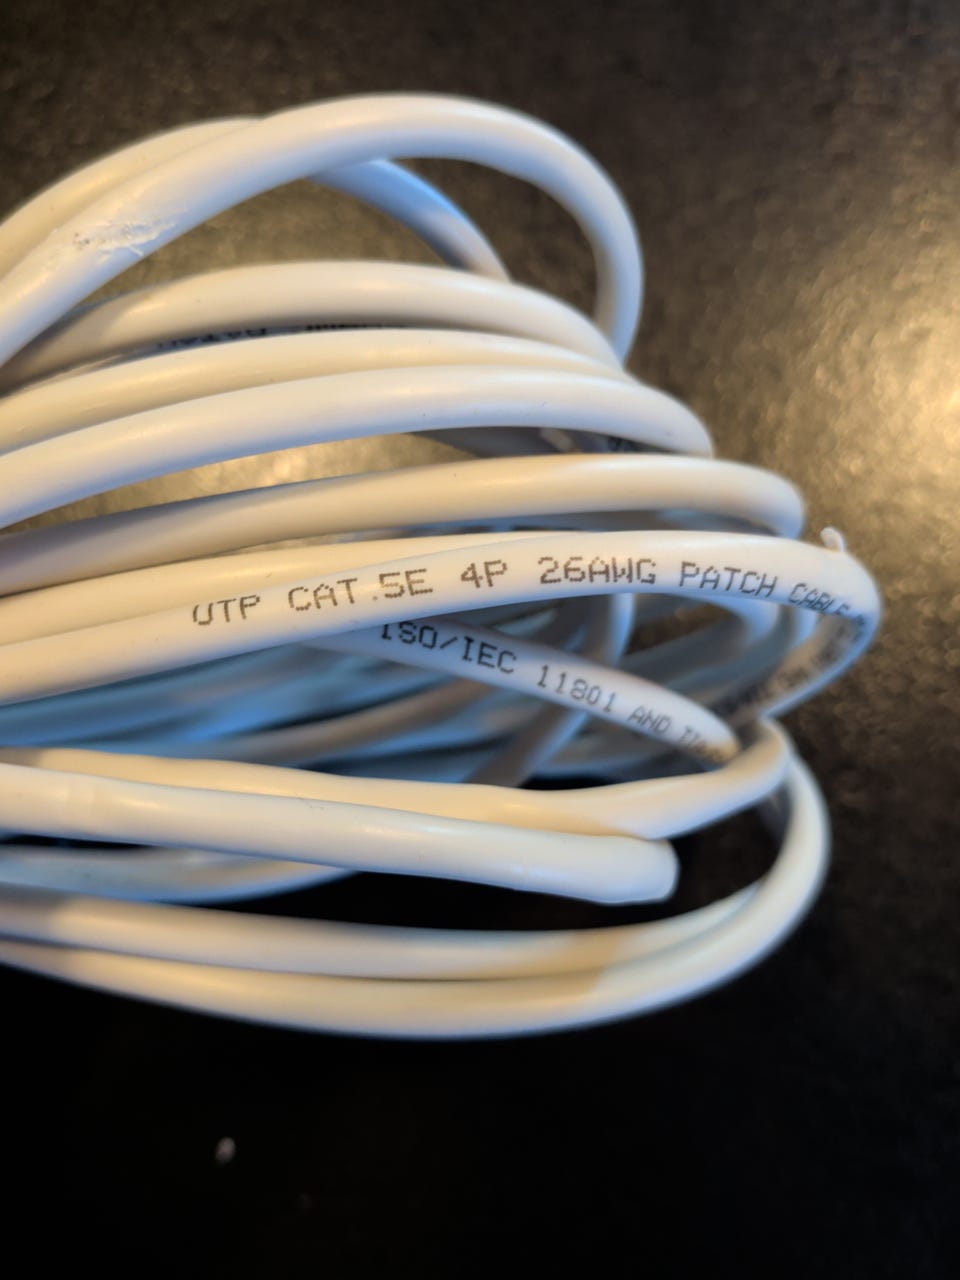 UTP CAT.5E 4P 26AWG PATCH CABLE
ISO/IEC 11801 AND